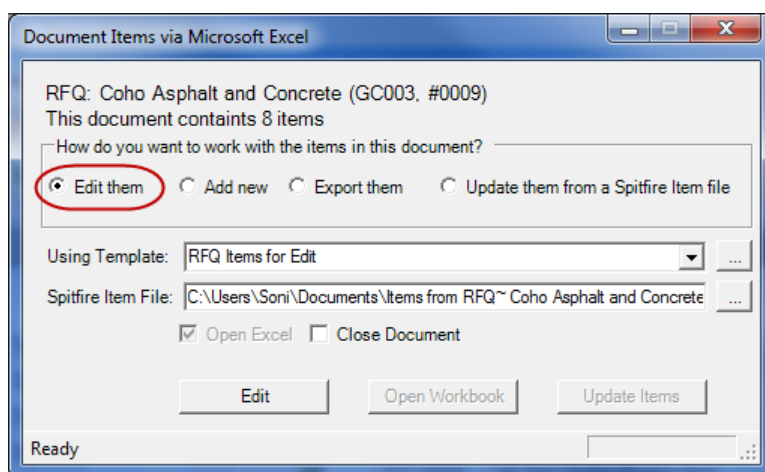 Document Items via Microsoft Excel
RFQ: Coho Asphalt and Concrete (GC003, #0009)
This document containts 8 items
How do you want to work with the items in this document?
Edit them Add new Export them Update them from a Spitfire Item file
Using Template: RFQ Items for Edit ...
Spitfire Item File: C:\Users\Soni\Documents\Items from RFQ~ Coho Asphalt and Concrete ...
Open Excel Close Document
Edit Open Workbook Update Items
Ready